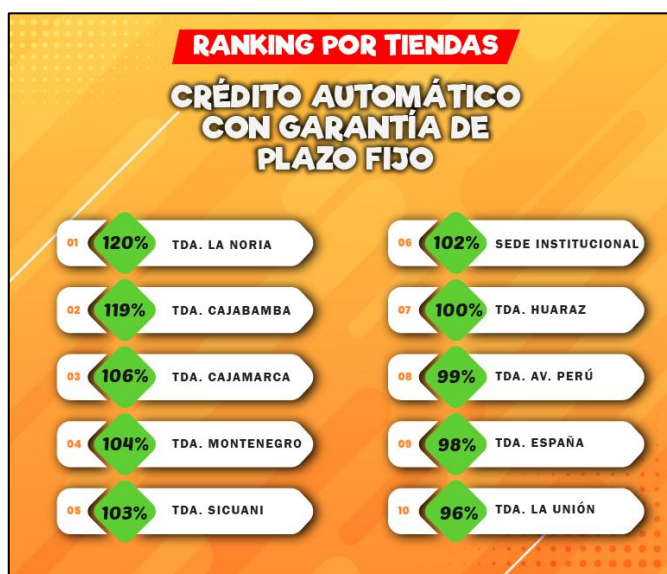 RANKING POR TIENDAS
CRÉDITO AUTOMÁTICO
CON GARANTÍA DE
PLAZO FIJO
01 120% TDA. LA NORIA
02 119% TDA. CAJABAMBA
03 106% TDA. CAJAMARCA
04 104% TDA. MONTENEGRO
05 103% TDA. SICUANI
06 102% SEDE INSTITUCIONAL
07 100% TDA. HUARAZ
08 99% TDA. AV. PERÚ
09 98% TDA. ESPAÑA
10 96% TDA. LA UNIÓN